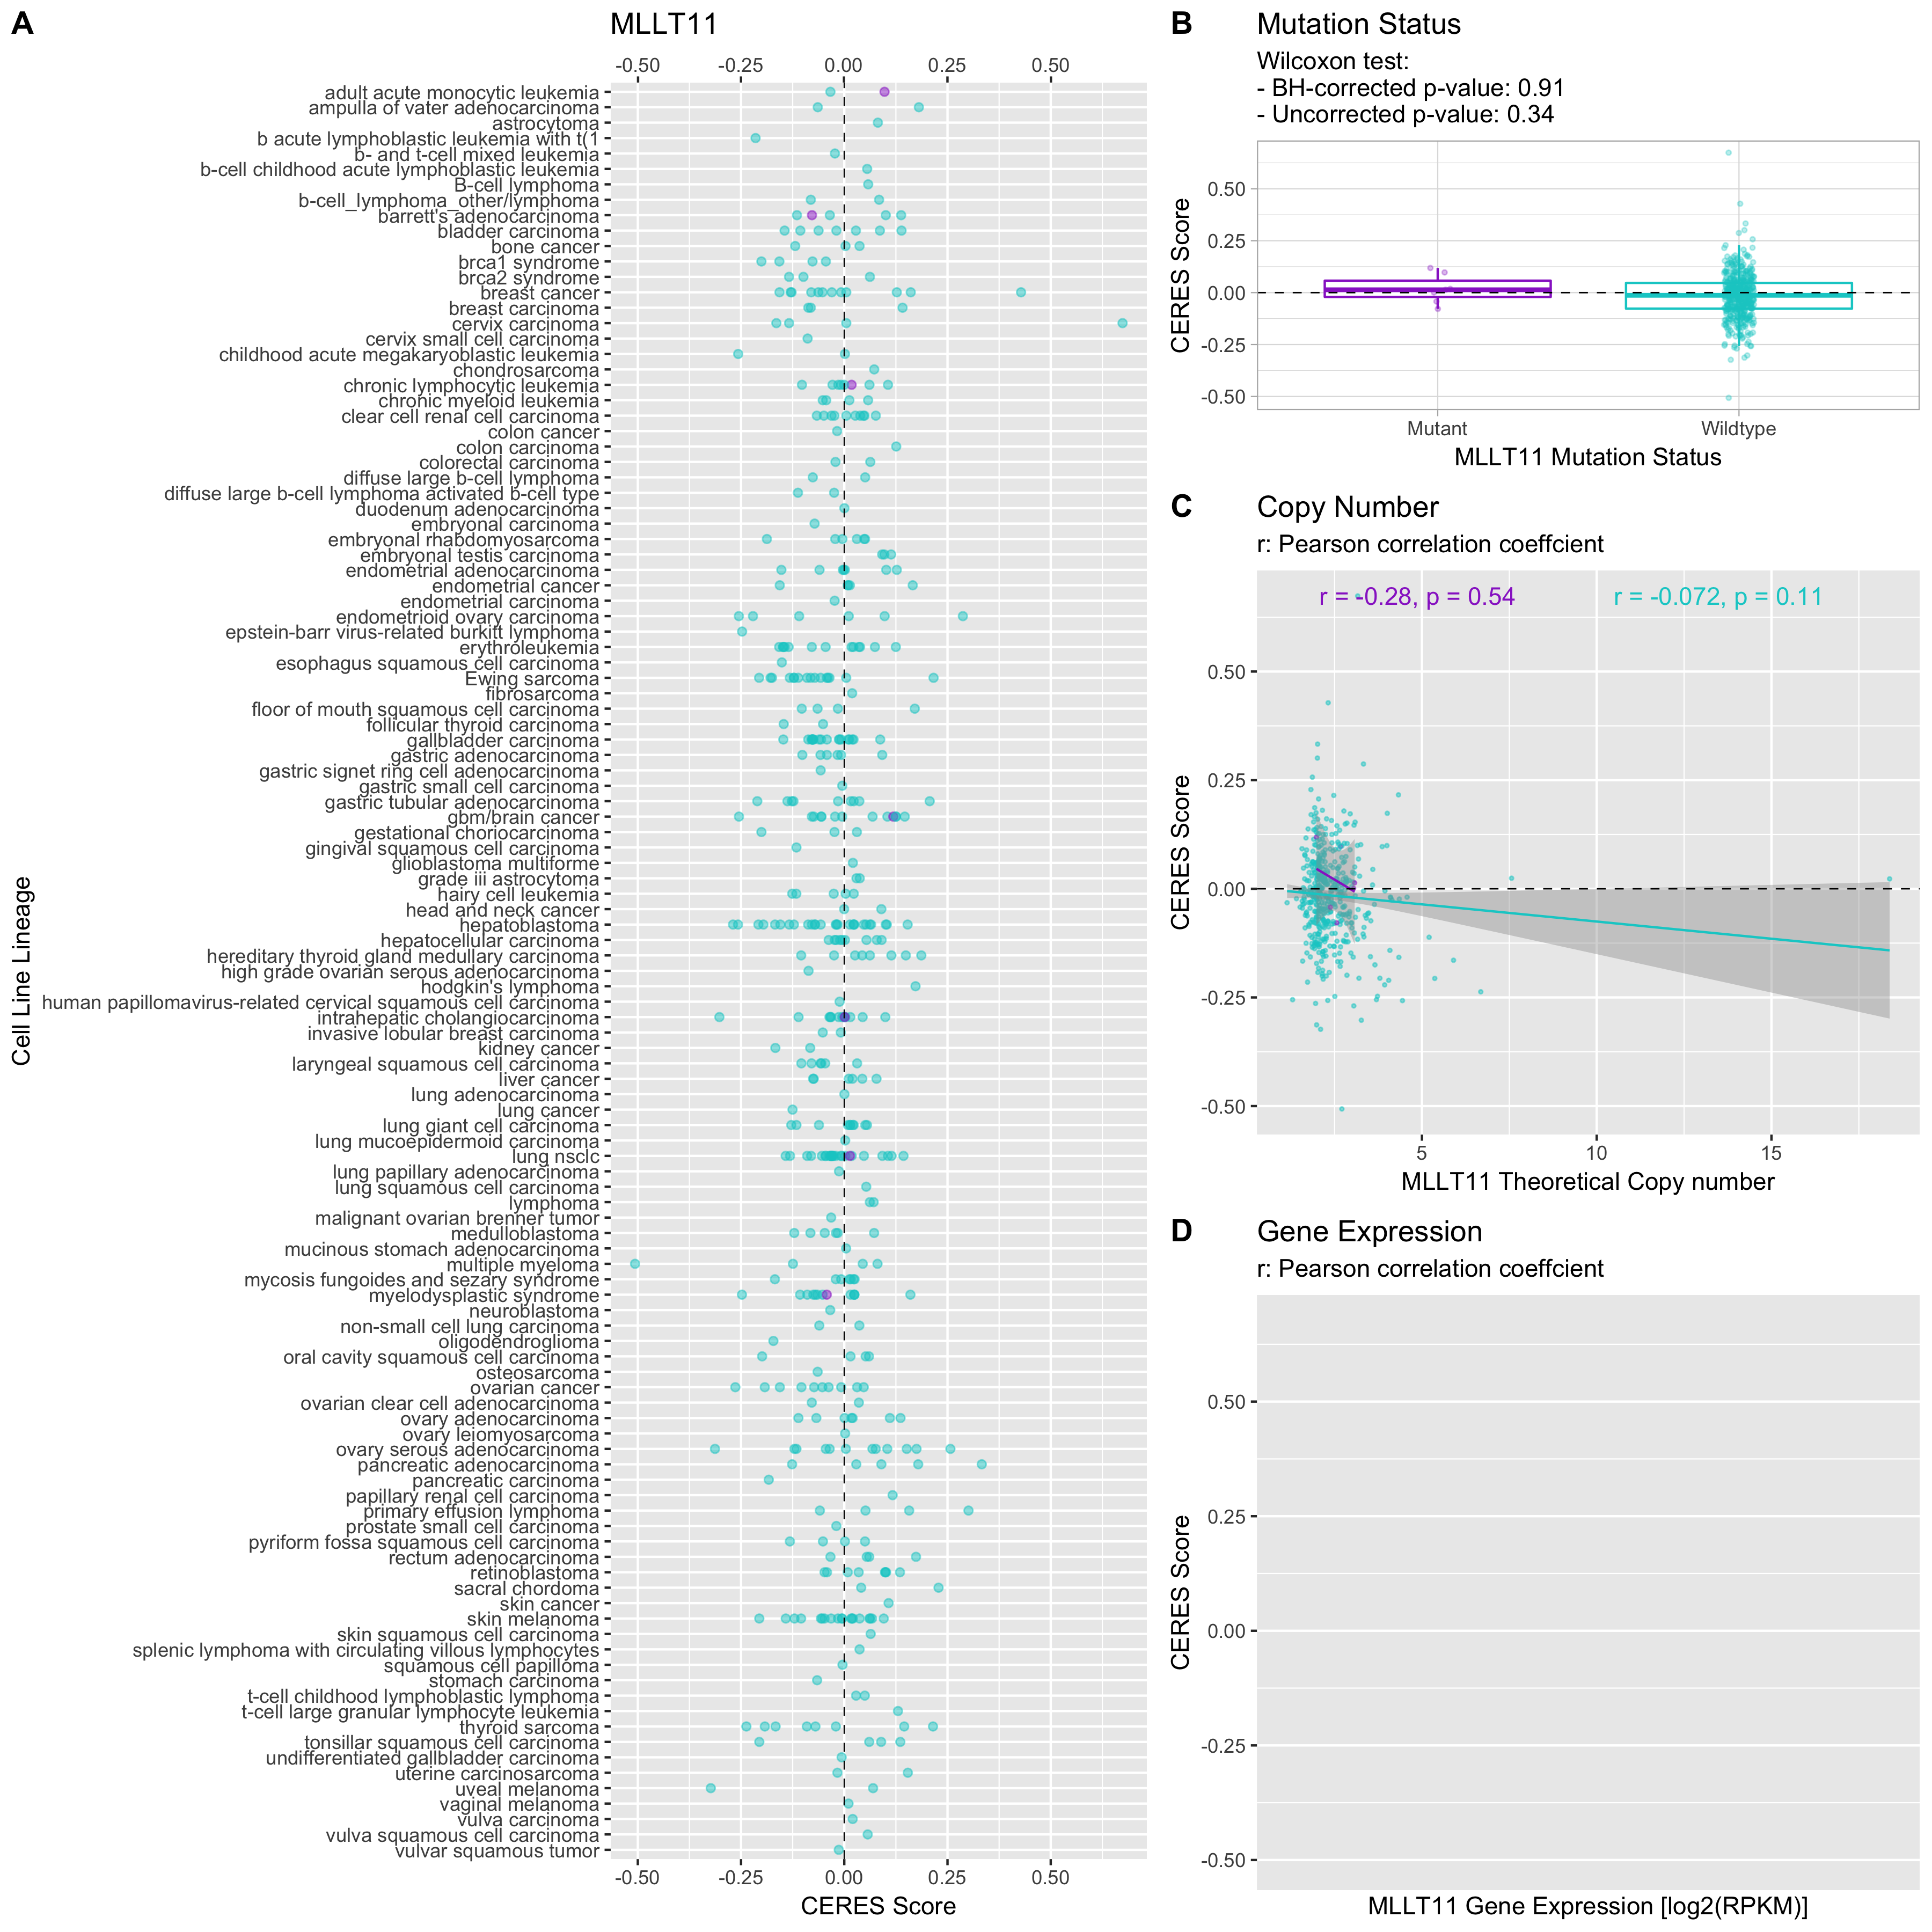 A
MLLT11
-0.50 -0.25 0.00 0.25 0.50
Cell Line Lineage
adult acute monocytic leukemia
ampulla of vater adenocarcinoma
astrocytoma
b acute lymphoblastic leukemia with t(1
b- and t-cell mixed leukemia
b-cell childhood acute lymphoblastic leukemia
B-cell lymphoma
b-cell_lymphoma_other/lymphoma
barrett's adenocarcinoma
bladder carcinoma
bone cancer
brca1 syndrome
brca2 syndrome
breast cancer
breast carcinoma
cervix carcinoma
cervix small cell carcinoma
childhood acute megakaryoblastic leukemia
chondrosarcoma
chronic lymphocytic leukemia
chronic myeloid leukemia
clear cell renal cell carcinoma
colon cancer
colon carcinoma
colorectal carcinoma
diffuse large b-cell lymphoma
diffuse large b-cell lymphoma activated b-cell type
duodenum adenocarcinoma
embryonal carcinoma
embryonal rhabdomyosarcoma
embryonal testis carcinoma
endometrial adenocarcinoma
endometrial cancer
endometrial carcinoma
endometrioid ovary carcinoma
epstein-barr virus-related burkitt lymphoma
erythroleukemia
esophagus squamous cell carcinoma
Ewing sarcoma
fibrosarcoma
floor of mouth squamous cell carcinoma
follicular thyroid carcinoma
gallbladder carcinoma
gastric adenocarcinoma
gastric signet ring cell adenocarcinoma
gastric small cell carcinoma
gastric tubular adenocarcinoma
gbm/brain cancer
gestational choriocarcinoma
gingival squamous cell carcinoma
glioblastoma multiforme
grade iii astrocytoma
hairy cell leukemia
head and neck cancer
hepatoblastoma
hepatocellular carcinoma
hereditary thyroid gland medullary carcinoma
high grade ovarian serous adenocarcinoma
hodgkin's lymphoma
human papillomavirus-related cervical squamous cell carcinoma
intrahepatic cholangiocarcinoma
invasive lobular breast carcinoma
kidney cancer
laryngeal squamous cell carcinoma
liver cancer
lung adenocarcinoma
lung cancer
lung giant cell carcinoma
lung mucoepidermoid carcinoma
lung nsclc
lung papillary adenocarcinoma
lung squamous cell carcinoma
lymphoma
malignant ovarian brenner tumor
medulloblastoma
mucinous stomach adenocarcinoma
multiple myeloma
mycosis fungoides and sezary syndrome
myelodysplastic syndrome
neuroblastoma
non-small cell lung carcinoma
oligodendroglioma
oral cavity squamous cell carcinoma
osteosarcoma
ovarian cancer
ovarian clear cell adenocarcinoma
ovary adenocarcinoma
ovary leiomyosarcoma
ovary serous adenocarcinoma
pancreatic adenocarcinoma
pancreatic carcinoma
papillary renal cell carcinoma
primary effusion lymphoma
prostate small cell carcinoma
pyriform fossa squamous cell carcinoma
rectum adenocarcinoma
retinoblastoma
sacral chordoma
skin cancer
skin melanoma
skin squamous cell carcinoma
splenic lymphoma with circulating villous lymphocytes
squamous cell papilloma
stomach carcinoma
t-cell childhood lymphoblastic lymphoma
t-cell large granular lymphocyte leukemia
thyroid sarcoma
tonsillar squamous cell carcinoma
undifferentiated gallbladder carcinoma
uterine carcinosarcoma
uveal melanoma
vaginal melanoma
vulva carcinoma
vulva squamous cell carcinoma
vulvar squamous tumor
-0.50 -0.25 0.00 0.25 0.50
CERES Score
B
Mutation Status
Wilcoxon test:
- BH-corrected p-value: 0.91
- Uncorrected p-value: 0.34
CERES Score
0.50
0.25
0.00
-0.25
-0.50
Mutant Wildtype
MLLT11 Mutation Status
C
Copy Number
r: Pearson correlation coeffcient
r = -0.28, p = 0.54 r = -0.072, p = 0.11
CERES Score
0.50
0.25
0.00
-0.25
-0.50
5 10 15
MLLT11 Theoretical Copy number
D
Gene Expression
r: Pearson correlation coeffcient
CERES Score
0.50
0.25
0.00
-0.25
-0.50
MLLT11 Gene Expression [log2(RPKM)]